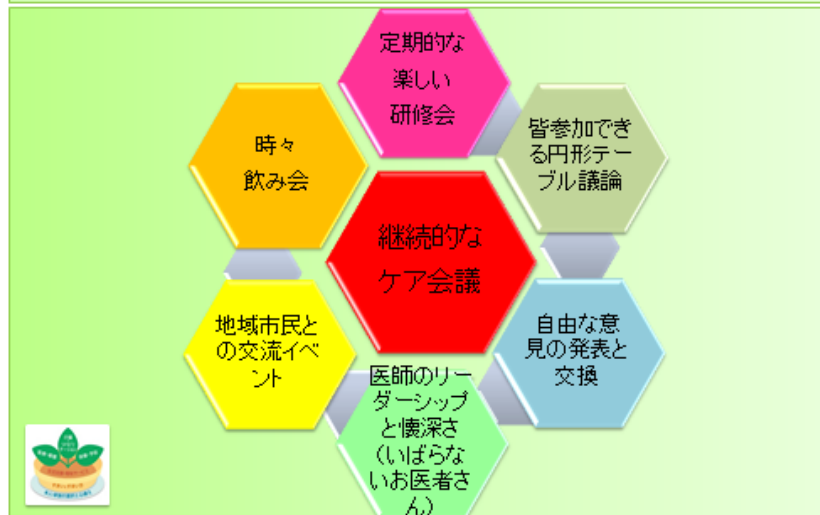 定期的な
楽しい
研修会
皆参加でき
る円形テー
ブル議論
時々
飲み会
継続的な
ケア会議
地域市民と
の交流イベ
ント
自由な意
見の発表と
交換
医師のリー
ダーシップ
と懐深さ
（いばらな
いお医者さ
ん）